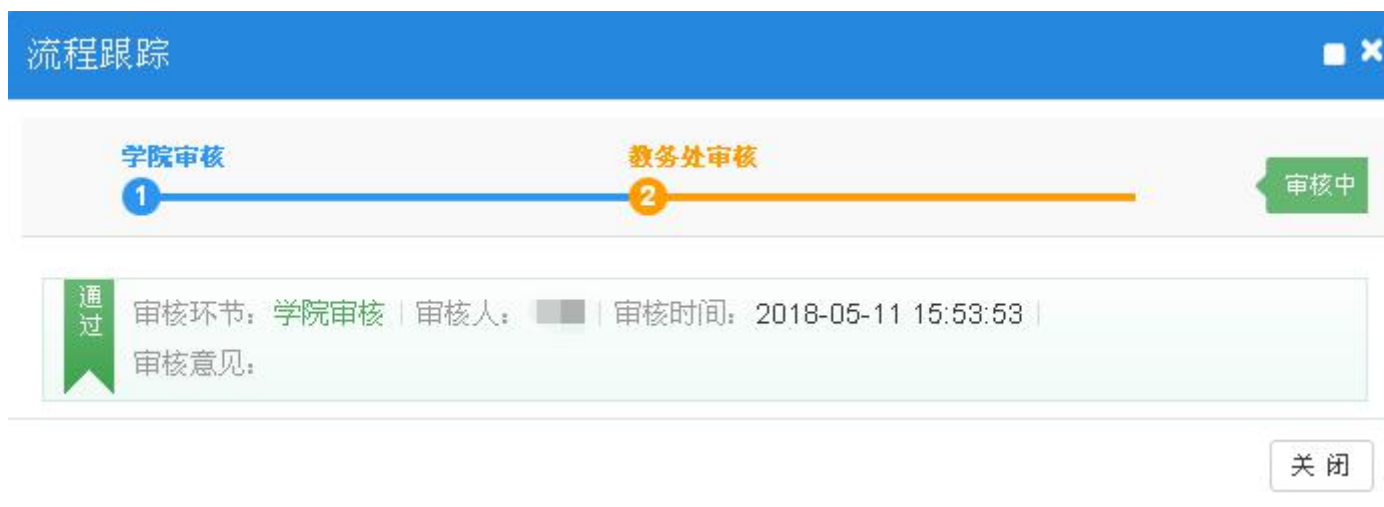 流程跟踪
学院审核
教务处审核
1
2
审核中
通过
审核环节：学院审核 | 审核人： | 审核时间：2018-05-11 15:53:53 |
审核意见：
关 闭